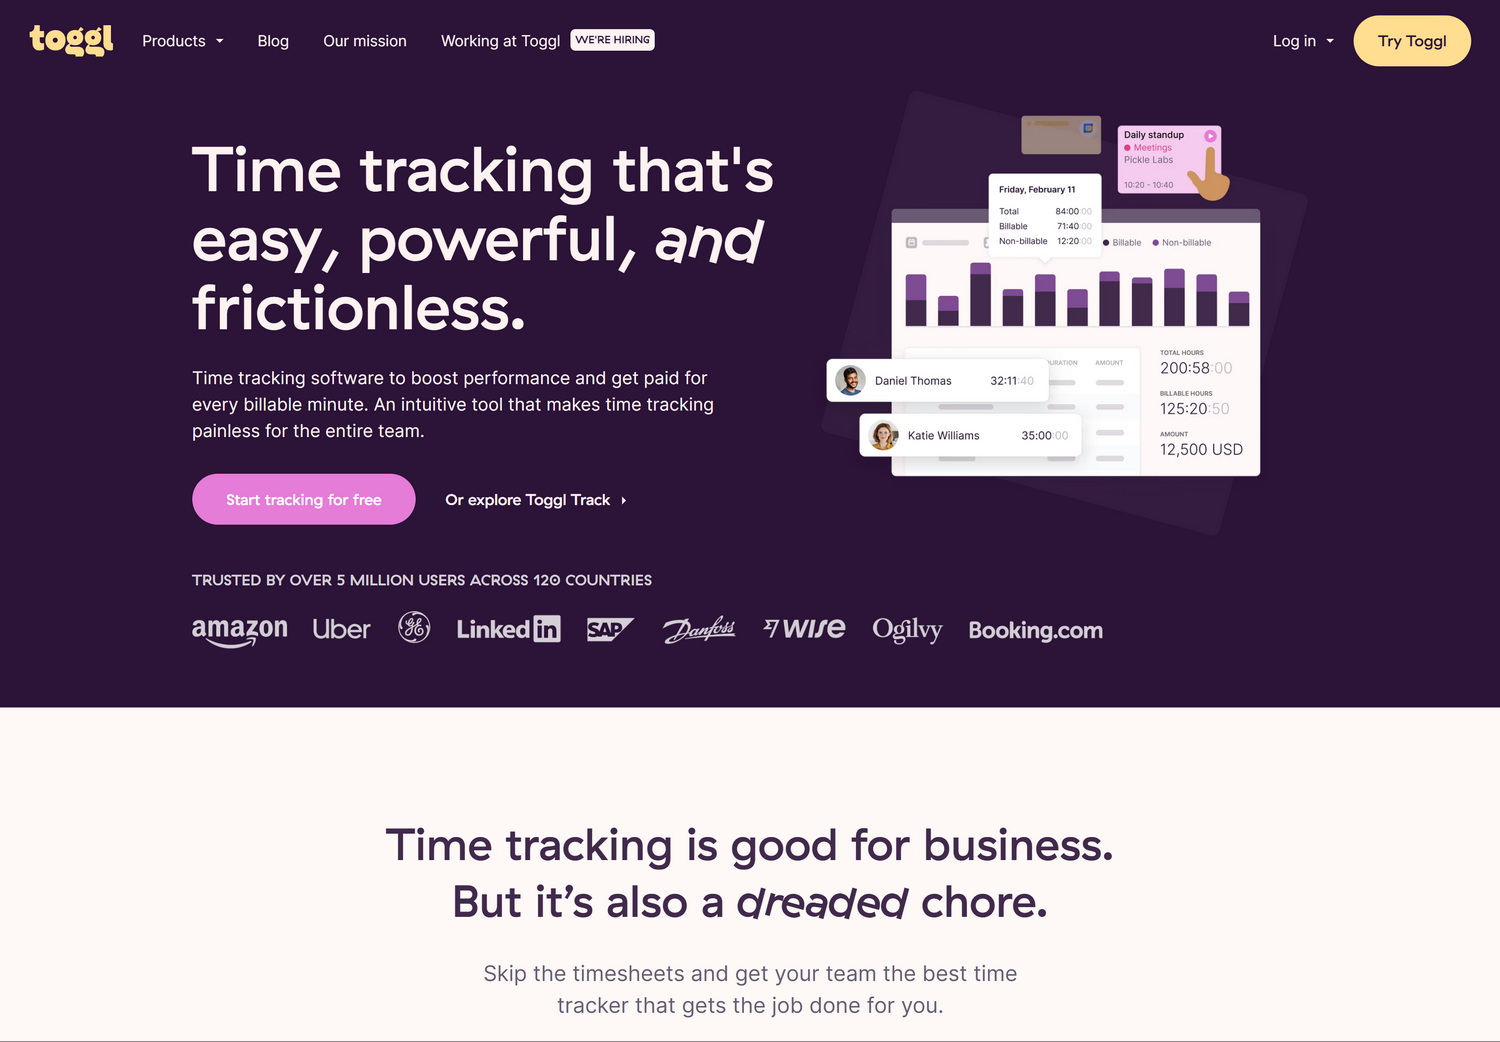 toggl
Products
Blog
Our mission
Working at Toggl
WE'RE HIRING
Log in
Try Toggl
Time tracking that's
easy, powerful, and
frictionless.
Time tracking software to boost performance and get paid for
every billable minute. An intuitive tool that makes time tracking
painless for the entire team.
Start tracking for free
Or explore Toggl Track
Daily standup
Meetings
Pickle Labs
10:20 - 10:40
Friday, February 11
Total 84:00:00
Billable 71:40:00
Non-billable 12:20:00
Billable
Non-billable
AMOUNT
Daniel Thomas 32:11:40
Katie Williams 35:00:00
TOTAL HOURS
200:58:00
BILLABLE HOURS
125:20:50
AMOUNT
12,500 USD
TRUSTED BY OVER 5 MILLION USERS ACROSS 120 COUNTRIES
amazon
Uber
GE
LinkedIn
SAP
Danfoss
WISE
Ogilvy
Booking.com
Time tracking is good for business.
But it’s also a dreaded chore.
Skip the timesheets and get your team the best time
tracker that gets the job done for you.